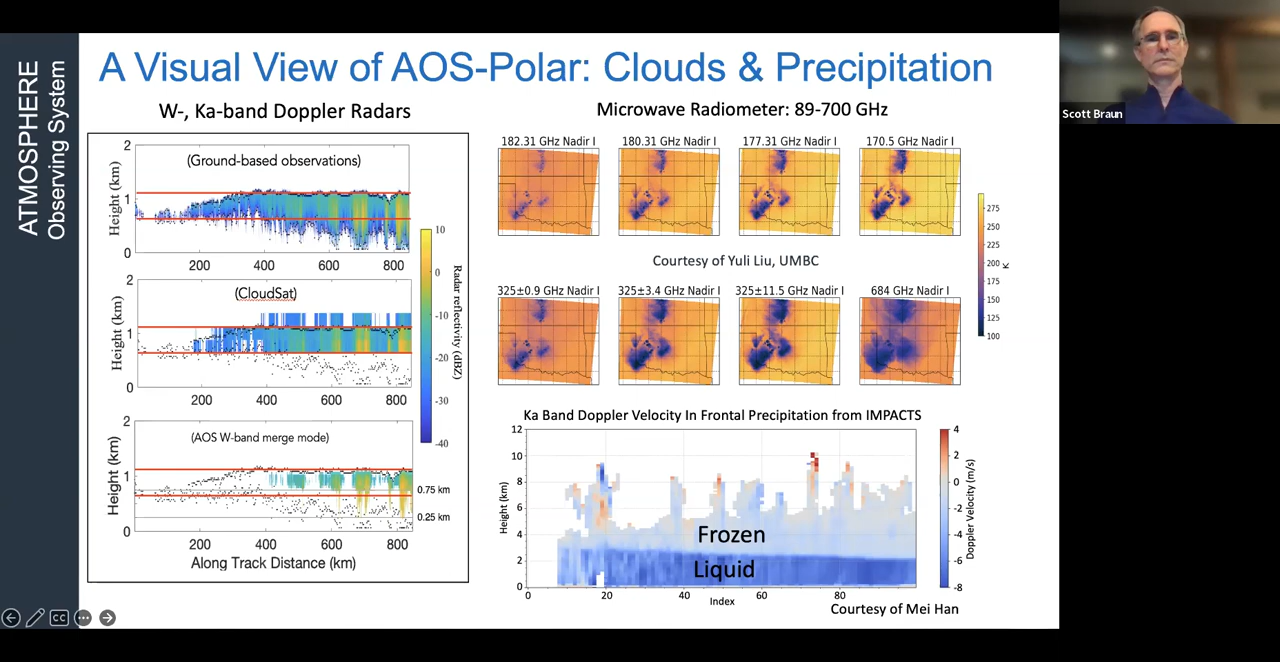 ATMOSPHERE
Observing System
A Visual View of AOS-Polar: Clouds & Precipitation
W-, Ka-band Doppler Radars
(Ground-based observations)
Height (km)
2
1
0
200 400 600 800
(CloudSat)
Height (km)
2
1
0
200 400 600 800
(AOS W-band merge mode)
Height (km)
2
1
0
0.75 km
0.25 km
200 400 600 800
Along Track Distance (km)
10
0
-10
-20
-30
-40
Radar reflectivity (dBZ)
Microwave Radiometer: 89-700 GHz
182.31 GHz Nadir I
180.31 GHz Nadir I
177.31 GHz Nadir I
170.5 GHz Nadir I
Courtesy of Yuli Liu, UMBC
325±0.9 GHz Nadir I
325±3.4 GHz Nadir I
325±11.5 GHz Nadir I
684 GHz Nadir I
275
250
225
200
175
150
125
100
K
Ka Band Doppler Velocity In Frontal Precipitation from IMPACTS
Height (km)
12
10
8
6
4
2
0
Frozen
Liquid
0 20 40 60 80
Index
4
2
0
-2
-4
-6
-8
Doppler Velocity (m/s)
Courtesy of Mei Han
CC
Scott Braun